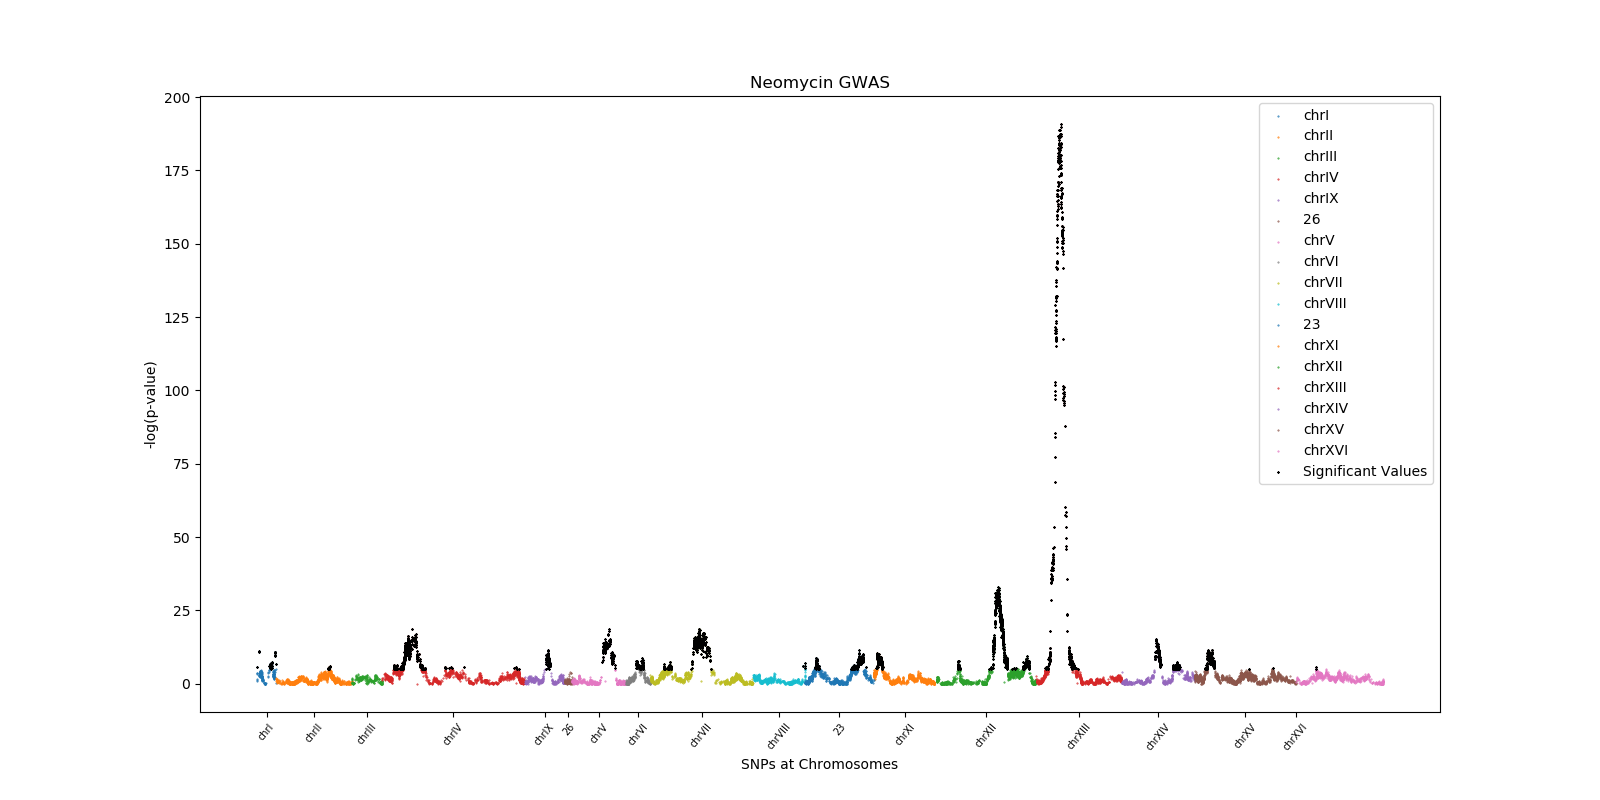 Neomycin GWAS
200
175
150
125
100
75
50
25
0
-log(p-value)
chrI
chrII
chrIII
chrIV
chrIX
26
chrV
chrVI
chrVII
chrVIII
23
chrXI
chrXII
chrXIII
chrXIV
chrXV
chrXVI
Significant Values
chrI
chrII
chrIII
chrIV
chrIX
26
chrV
chrVI
chrVII
chrVIII
23
chrXI
chrXII
chrXIII
chrXIV
chrXV
chrXVI
SNPs at Chromosomes